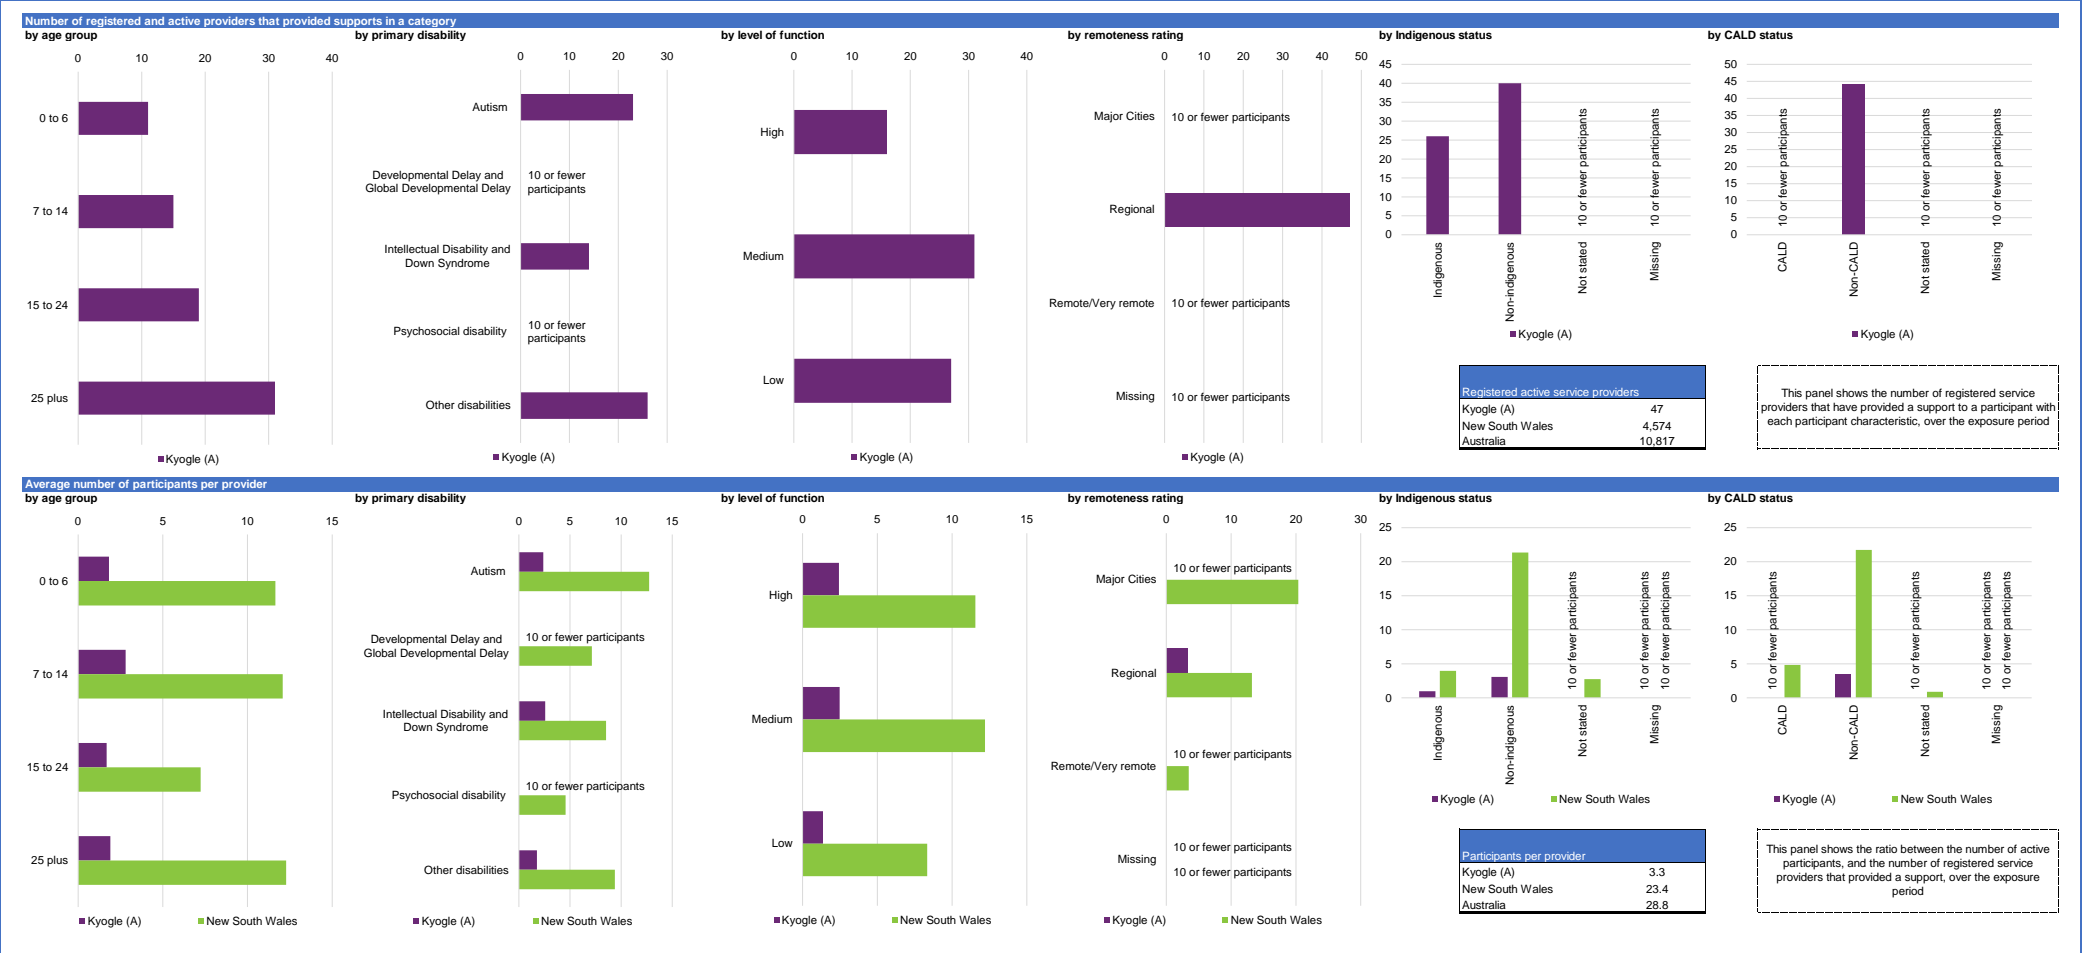 Number of registered and active providers that provided supports in a category
by age group
0 10 20 30 40
0 to 6
7 to 14
15 to 24
25 plus
Kyogle (A)
by primary disability
0 10 20 30
Autism
Developmental Delay and
Global Developmental Delay
10 or fewer
participants
Intellectual Disability and
Down Syndrome
Psychosocial disability
10 or fewer
participants
Other disabilities
Kyogle (A)
by level of function
0 10 20 30 40
High
Medium
Low
Kyogle (A)
by remoteness rating
0 10 20 30 40 50
Major Cities
10 or fewer participants
Regional
Remote/Very remote
10 or fewer participants
Missing
10 or fewer participants
Kyogle (A)
by Indigenous status
45
40
35
30
25
20
15
10
5
0
10 or fewer participants
10 or fewer participants
Indigenous
Non-indigenous
Not stated
Missing
Kyogle (A)
by CALD status
50
45
40
35
30
25
20
15
10
5
0
10 or fewer participants
10 or fewer participants
10 or fewer participants
CALD
Non-CALD
Not stated
Missing
Kyogle (A)
Registered active service providers
Kyogle (A) 47
New South Wales 4,574
Australia 10,817
This panel shows the number of registered service
providers that have provided a support to a participant with
each participant characteristic, over the exposure period
Average number of participants per provider
by age group
0 5 10 15
0 to 6
7 to 14
15 to 24
25 plus
Kyogle (A) New South Wales
by primary disability
0 5 10 15
Autism
Developmental Delay and
Global Developmental Delay
10 or fewer participants
Intellectual Disability and
Down Syndrome
Psychosocial disability
10 or fewer participants
Other disabilities
Kyogle (A) New South Wales
by level of function
0 5 10 15
High
Medium
Low
Kyogle (A) New South Wales
by remoteness rating
0 10 20 30
Major Cities
10 or fewer participants
Regional
Remote/Very remote
10 or fewer participants
Missing
10 or fewer participants
10 or fewer participants
Kyogle (A) New South Wales
by Indigenous status
25
20
15
10
5
0
10 or fewer participants
10 or fewer participants
10 or fewer participants
Indigenous
Non-indigenous
Not stated
Missing
Kyogle (A) New South Wales
by CALD status
25
20
15
10
5
0
10 or fewer participants
10 or fewer participants
10 or fewer participants
10 or fewer participants
CALD
Non-CALD
Not stated
Missing
Kyogle (A) New South Wales
Participants per provider
Kyogle (A) 3.3
New South Wales 23.4
Australia 28.8
This panel shows the ratio between the number of active
participants, and the number of registered service
providers that provided a support, over the exposure
period